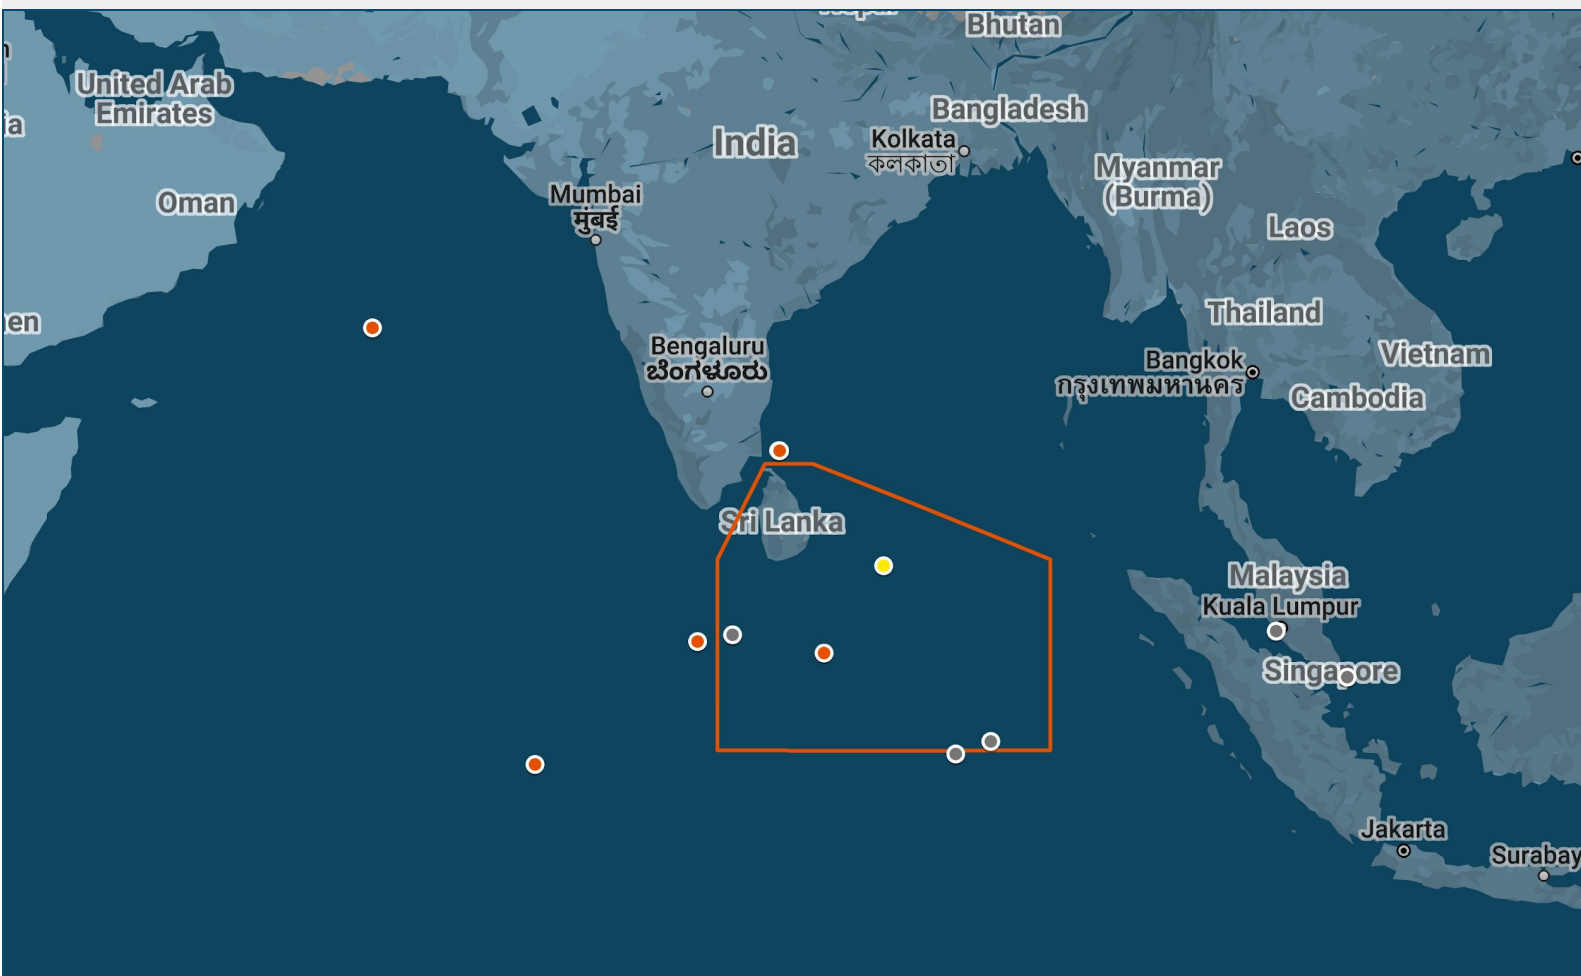 Nepal
Bhutan
United Arab
Emirates
Bangladesh
India
Kolkata
কলকাতা
Myanmar
(Burma)
Mumbai
मुंबई
Oman
Laos
Thailand
Bengaluru
ಬೆಂಗಳೂರು
Vietnam
Bangkok
กรุงเทพมหานคร
Cambodia
Sri Lanka
Malaysia
Kuala Lumpur
Singapore
Jakarta
Surabay